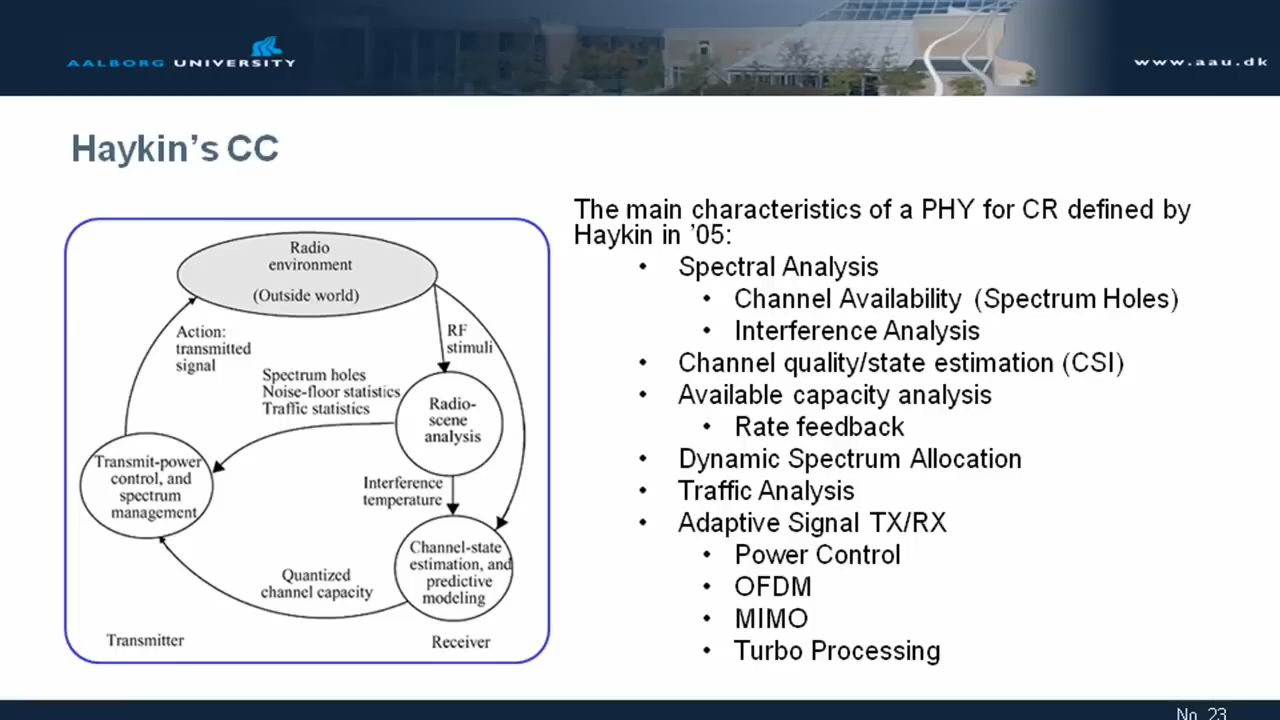 AALBORG UNIVERSITY
www.aau.dk
Haykin's CC
Radio
environment
(Outside world)
Action:
transmitted
signal
RF
stimuli
Spectrum holes
Noise-floor statistics
Traffic statistics
Radio-
scene
analysis
Transmit-power
control, and
spectrum
management
Interference
temperature
Channel-state
estimation, and
predictive
modeling
Quantized
channel capacity
Transmitter
Receiver
The main characteristics of a PHY for CR defined by
Haykin in ’05:
• Spectral Analysis
• Channel Availability (Spectrum Holes)
• Interference Analysis
• Channel quality/state estimation (CSI)
• Available capacity analysis
• Rate feedback
• Dynamic Spectrum Allocation
• Traffic Analysis
• Adaptive Signal TX/RX
• Power Control
• OFDM
• MIMO
• Turbo Processing
No. 23